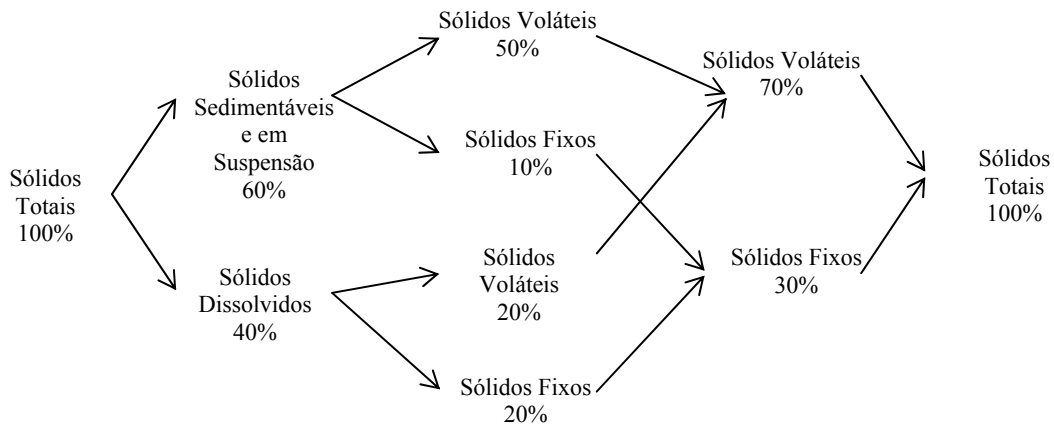 Sólidos
Totais
100%
Sólidos
Sedimentáveis
e em
Suspensão
60%
Sólidos
Dissolvidos
40%
Sólidos Voláteis
50%
Sólidos Fixos
10%
Sólidos
Voláteis
20%
Sólidos Fixos
20%
Sólidos Voláteis
70%
Sólidos Fixos
30%
Sólidos
Totais
100%